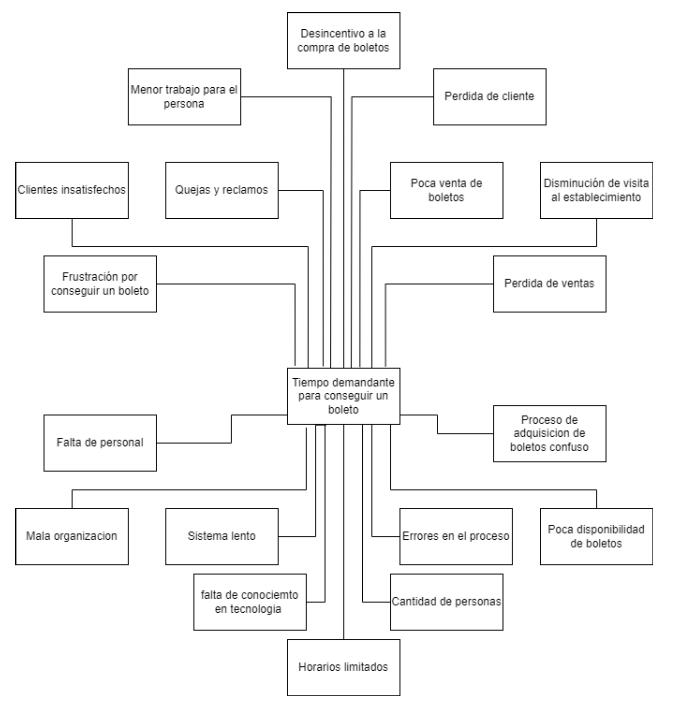 Desincentivo a la
compra de boletos
Menor trabajo para el
persona
Perdida de cliente
Clientes insatisfechos
Quejas y reclamos
Poca venta de
boletos
Disminución de visita
al establecimiento
Frustración por
conseguir un boleto
Perdida de ventas
Tiempo demandante
para conseguir un
boleto
Falta de personal
Proceso de
adquisicion de
boletos confuso
Mala organizacion
Sistema lento
Errores en el proceso
Poca disponibilidad
de boletos
falta de conociemto
en tecnologia
Cantidad de personas
Horarios limitados